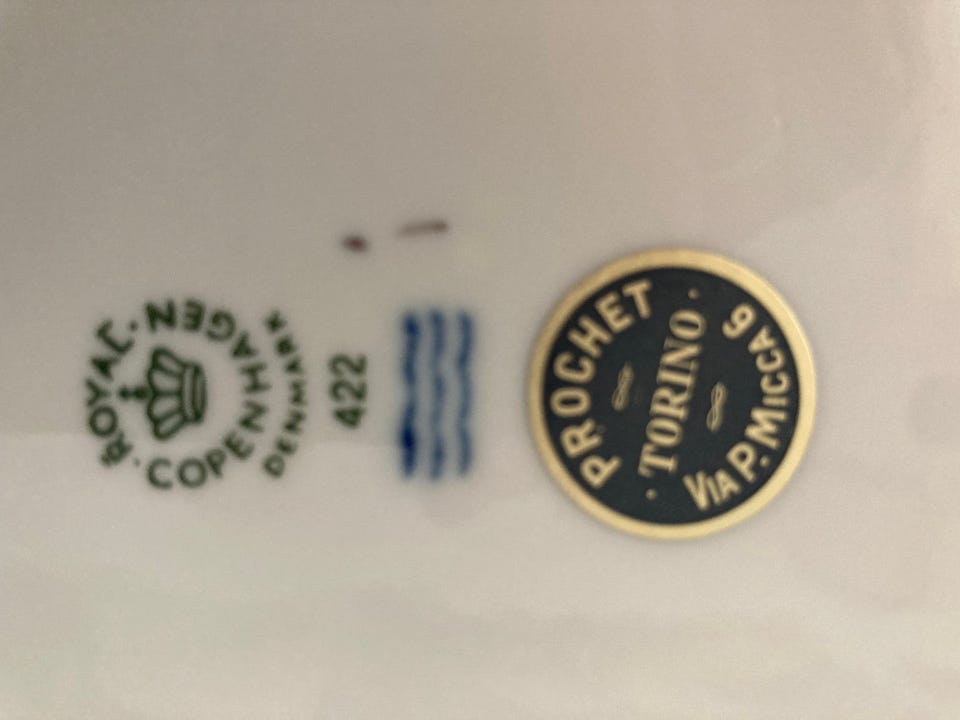 ROYAL · COPENHAGEN ·
DENMARK
422
PROCHET
· TORINO ·
VIA P. MICCA 6